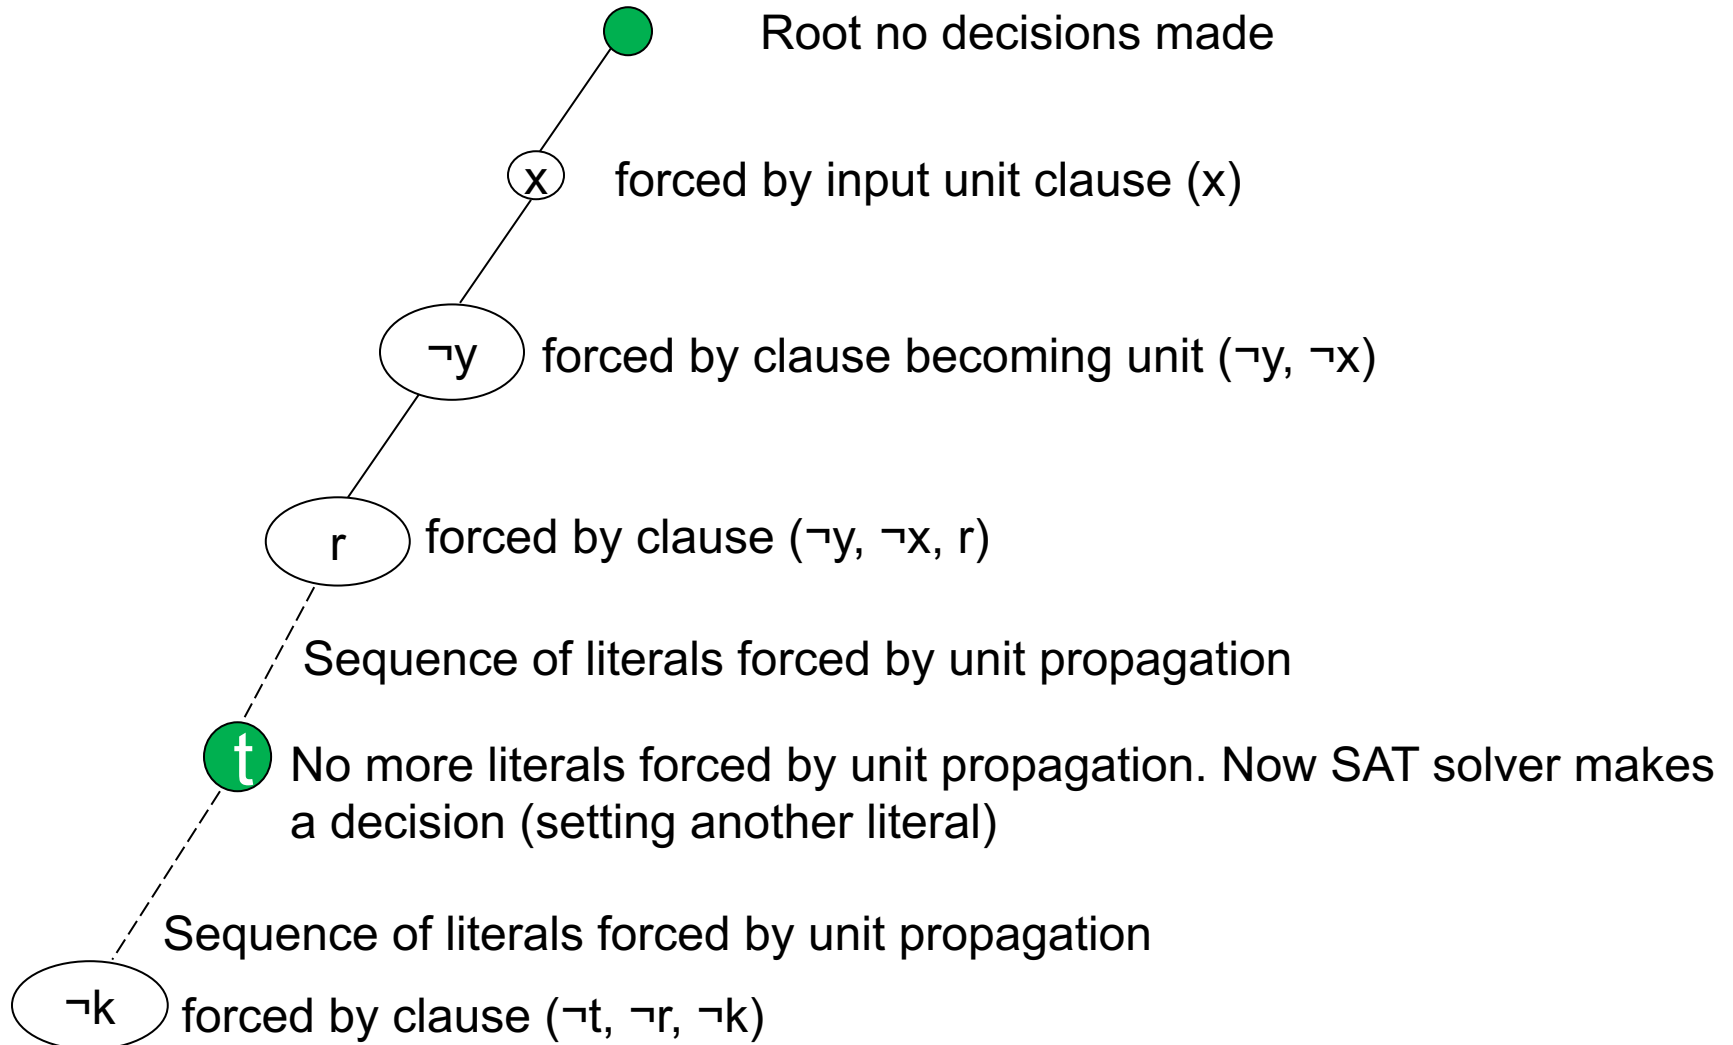 Root no decisions made
x
forced by input unit clause (x)
¬y
forced by clause becoming unit (¬y, ¬x)
r
forced by clause (¬y, ¬x, r)
Sequence of literals forced by unit propagation
t
No more literals forced by unit propagation. Now SAT solver makes
a decision (setting another literal)
Sequence of literals forced by unit propagation
¬k
forced by clause (¬t, ¬r, ¬k)